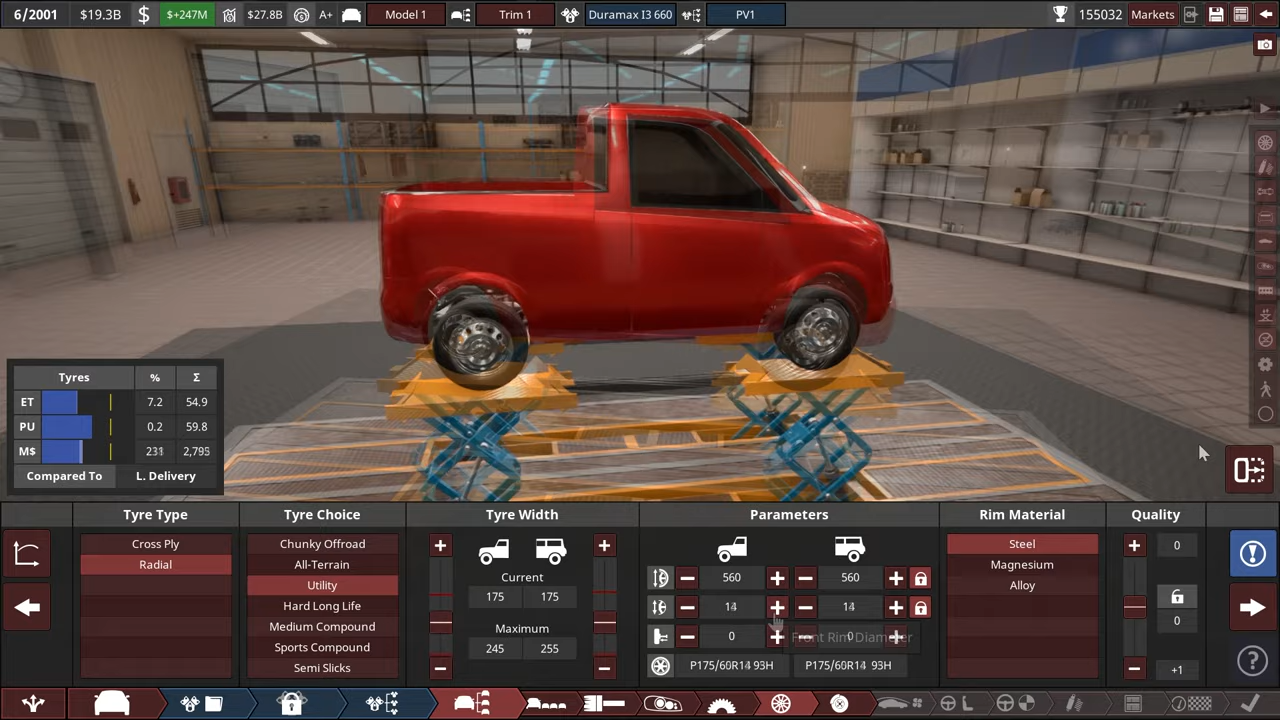 6/2001 $19.3B $ $+247M $27.8B A+ Model 1 Trim 1 Duramax I3 660 PV1 155032 Markets
Tyres % Σ
ET 7.2 54.9
PU 0.2 59.8
M$ 231 2,795
Compared To L. Delivery
Tyre Type
Cross Ply
Radial
Tyre Choice
Chunky Offroad
All-Terrain
Utility
Hard Long Life
Medium Compound
Sports Compound
Semi Slicks
Tyre Width
Current
175 175
Maximum
245 255
Parameters
560 560
14 14
0 0
Front Rim Diameter
P175/60R14 93H P175/60R14 93H
Rim Material
Steel
Magnesium
Alloy
Quality
0
0
+1